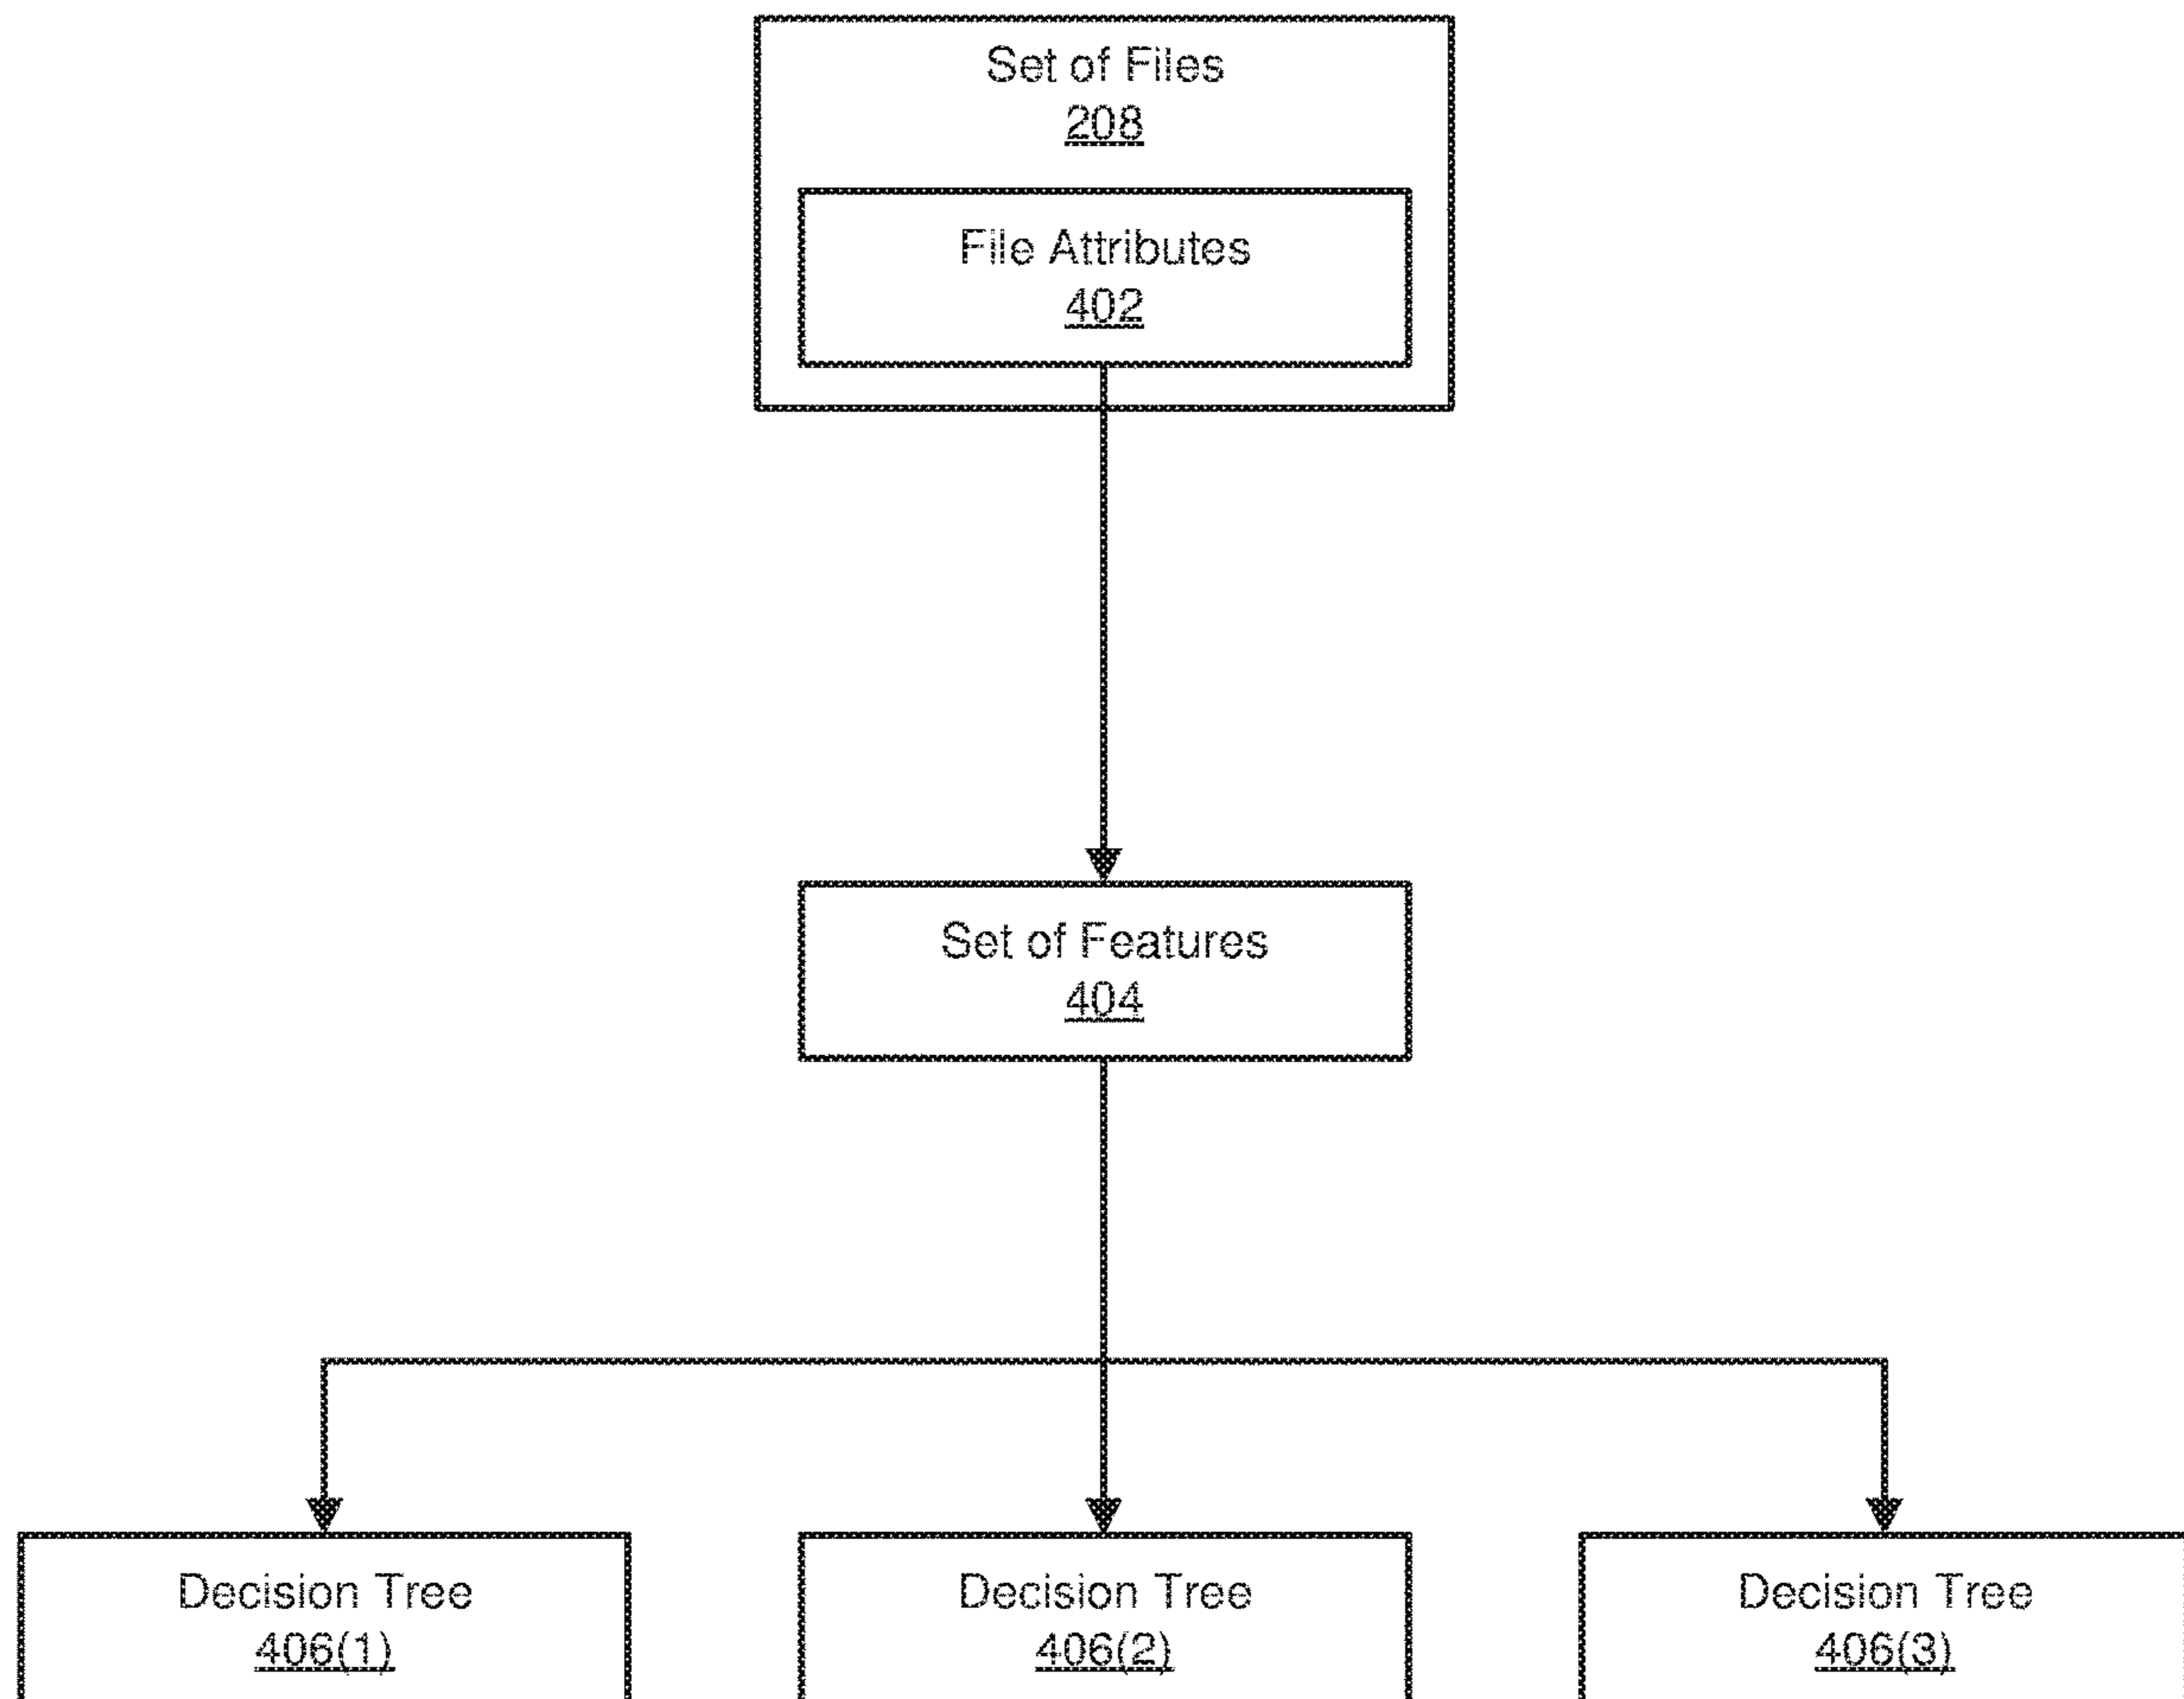 Set of Files
208
File Attributes
402
Set of Features
404
Decision Tree
406(1)
Decision Tree
406(2)
Decision Tree
406(3)